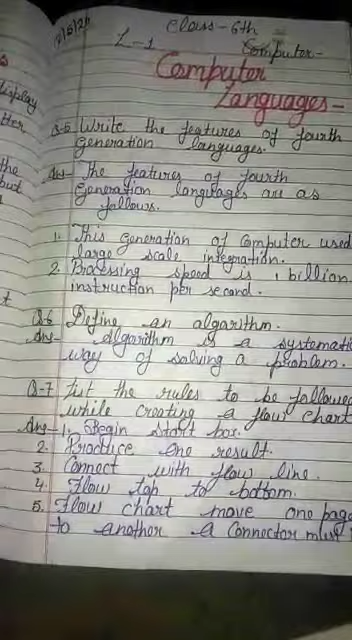 Class - 6th
L-1 Computer-
Computer
Languages-
Q-5 Write the features of fourth
generation languages.
Ans- The features of fourth
generation languages are as
follows.
1. This generation of computer used
large scale integration.
2. Processing speed is 1 billion
instruction per second.
Q-6 Define an algorithm.
Ans- Algorithm is a systematic
way of solving a problem.
Q-7 List the rules to be followed
while creating a flow chart
Ans-1. Begin start box.
2. Practice one result.
3. Connect with flow line.
4. Flow top to bottom.
5. Flow chart move one page
to another a connector must